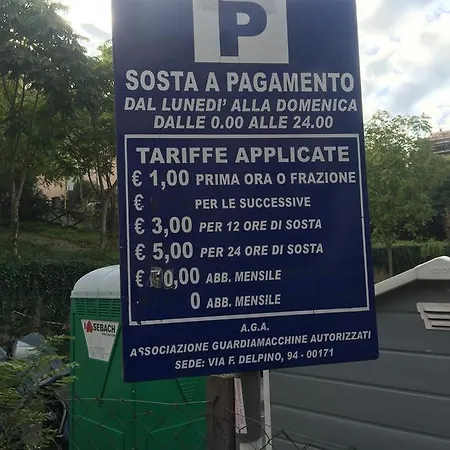 P
SOSTA A PAGAMENTO
DAL LUNEDI' ALLA DOMENICA
DALLE 0.00 ALLE 24.00
TARIFFE APPLICATE
€ 1,00 PRIMA ORA O FRAZIONE
€ PER LE SUCCESSIVE
€ 3,00 PER 12 ORE DI SOSTA
€ 5,00 PER 24 ORE DI SOSTA
€ 0,00 ABB. MENSILE
0 ABB. MENSILE
A.G.A.
ASSOCIAZIONE GUARDIAMACCHINE AUTORIZZATI
SEDE: VIA F. DELPINO, 94 - 00171
SEBACH